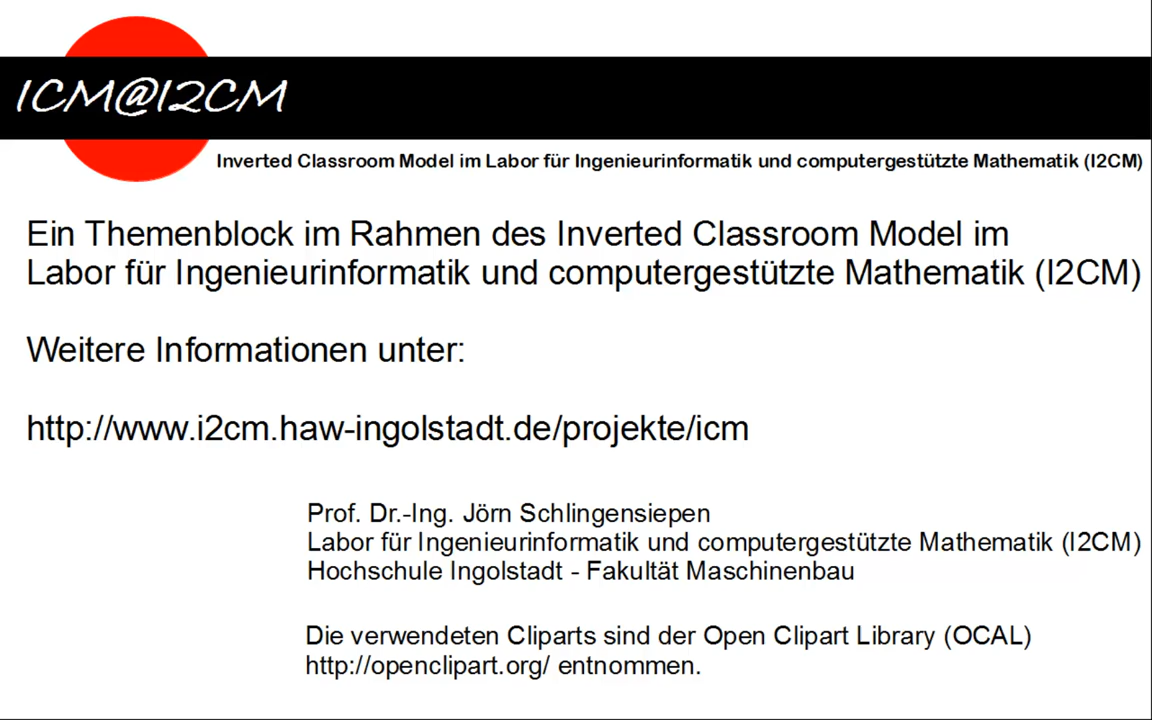 ICM@I2CM
Inverted Classroom Model im Labor für Ingenieurinformatik und computergestützte Mathematik (I2CM)
Ein Themenblock im Rahmen des Inverted Classroom Model im
Labor für Ingenieurinformatik und computergestützte Mathematik (I2CM)
Weitere Informationen unter:
http://www.i2cm.haw-ingolstadt.de/projekte/icm
Prof. Dr.-Ing. Jörn Schlingensiepen
Labor für Ingenieurinformatik und computergestützte Mathematik (I2CM)
Hochschule Ingolstadt - Fakultät Maschinenbau
Die verwendeten Cliparts sind der Open Clipart Library (OCAL)
http://openclipart.org/ entnommen.